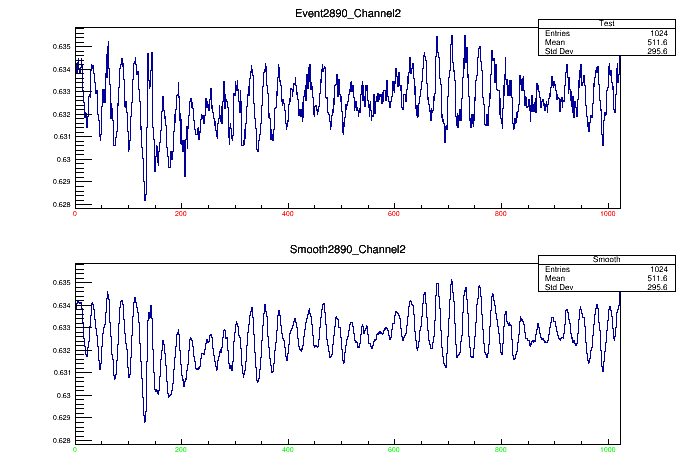 Event2890_Channel2
Test
Entries 1024
Mean 511.6
Std Dev 295.6
0.635
0.634
0.633
0.632
0.631
0.63
0.629
0.628
0 200 400 600 800 1000
Smooth2890_Channel2
Smooth
Entries 1024
Mean 511.6
Std Dev 295.6
0.635
0.634
0.633
0.632
0.631
0.63
0.629
0.628
0 200 400 600 800 1000